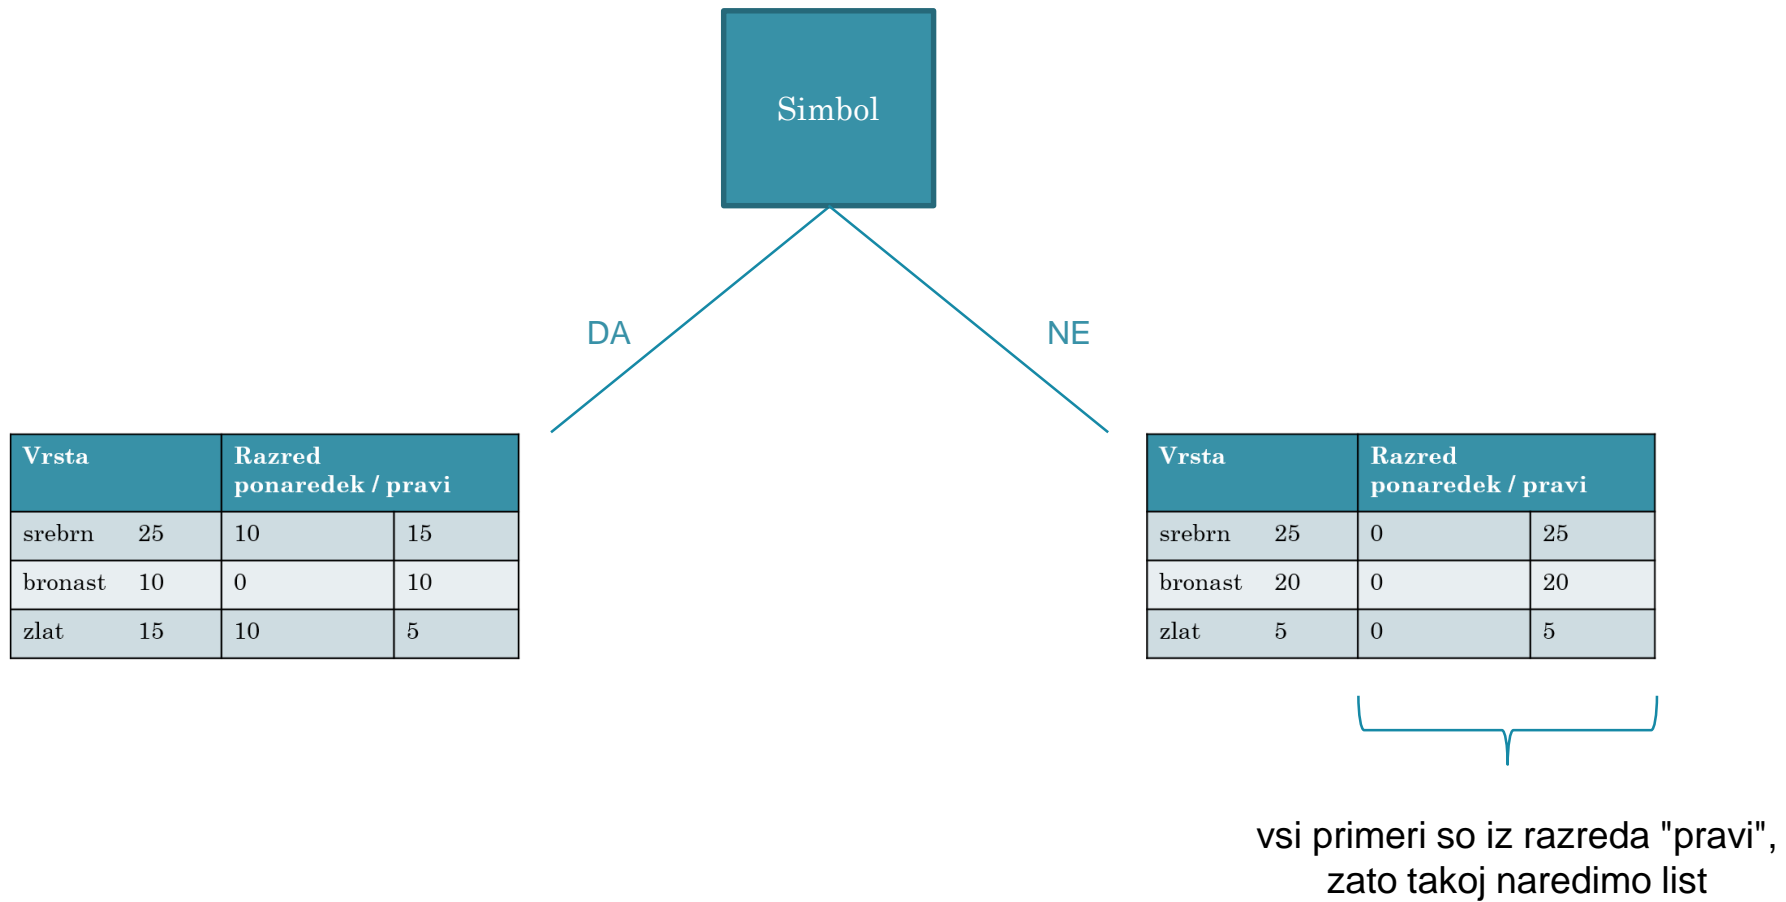 Simbol
DA
NE
Vrsta Razred
ponaredek / pravi
srebrn 25 10 15
bronast 10 0 10
zlat 15 10 5
Vrsta Razred
ponaredek / pravi
srebrn 25 0 25
bronast 20 0 20
zlat 5 0 5
vsi primeri so iz razreda "pravi",
zato takoj naredimo list